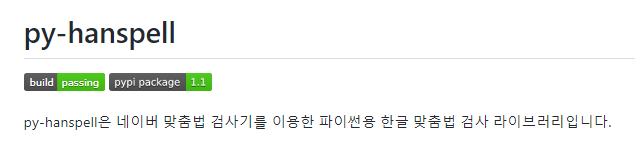 py-hanspell
build passing pypi package 1.1
py-hanspell은 네이버 맞춤법 검사기를 이용한 파이썬용 한글 맞춤법 검사 라이브러리입니다.